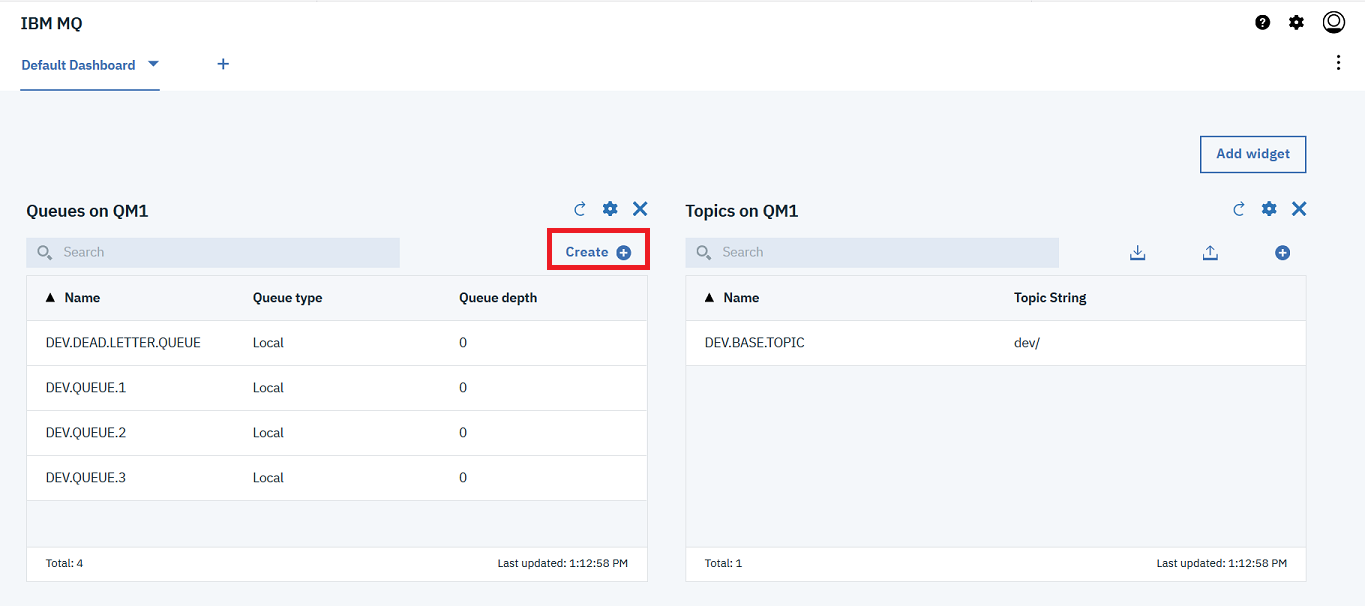 IBM MQ
Default Dashboard
Add widget
Queues on QM1
Search
Create
Name Queue type Queue depth
DEV.DEAD.LETTER.QUEUE Local 0
DEV.QUEUE.1 Local 0
DEV.QUEUE.2 Local 0
DEV.QUEUE.3 Local 0
Total: 4 Last updated: 1:12:58 PM
Topics on QM1
Search
Name Topic String
DEV.BASE.TOPIC dev/
Total: 1 Last updated: 1:12:58 PM